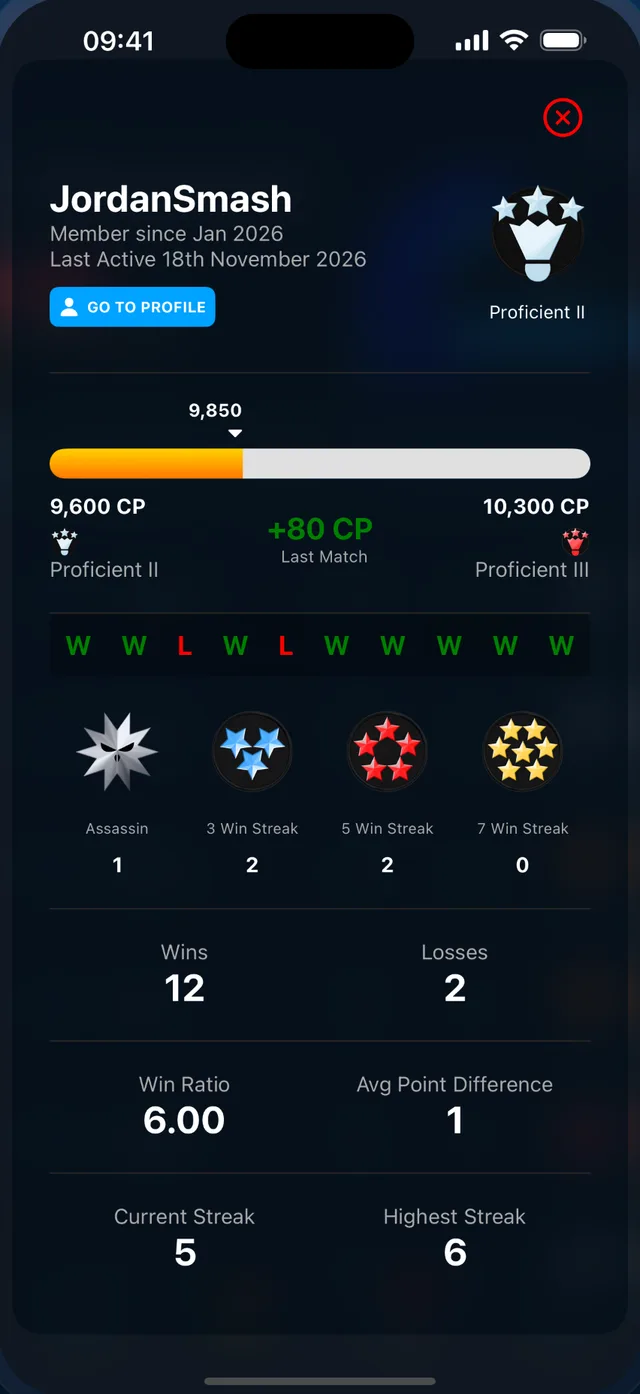 09:41
JordanSmash
Member since Jan 2026
Last Active 18th November 2026
GO TO PROFILE
Proficient II
9,850
9,600 CP
10,300 CP
+80 CP
Last Match
Proficient II
Proficient III
W W L W L W W W W W
Assassin
3 Win Streak
5 Win Streak
7 Win Streak
1
2
2
0
Wins
Losses
12
2
Win Ratio
Avg Point Difference
6.00
1
Current Streak
Highest Streak
5
6